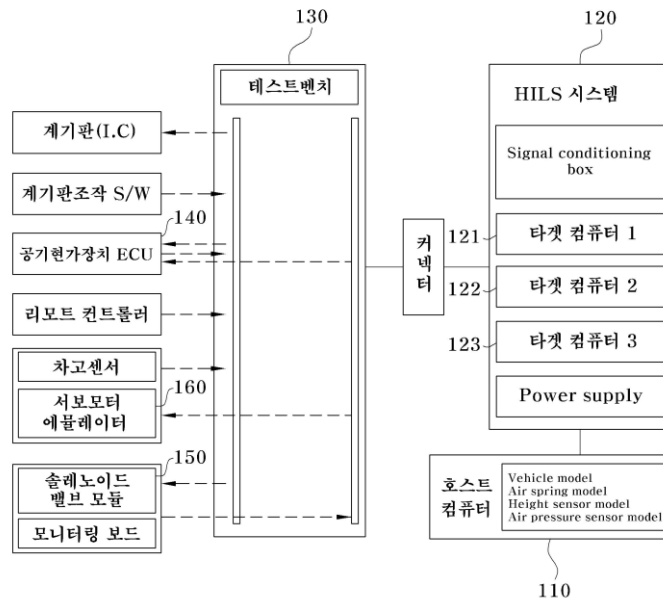 130
120
테스트벤치
HILS 시스템
계기판(I.C)
Signal conditioning
box
계기판조작 S/W
140
공기현가장치 ECU
커넥터
121
타겟 컴퓨터 1
122
타겟 컴퓨터 2
리모트 컨트롤러
123
타겟 컴퓨터 3
차고센서
160
서보모터
에뮬레이터
Power supply
150
솔레노이드
밸브 모듈
모니터링 보드
호스트
컴퓨터
Vehicle model
Air spring model
Height sensor model
Air pressure sensor model
110